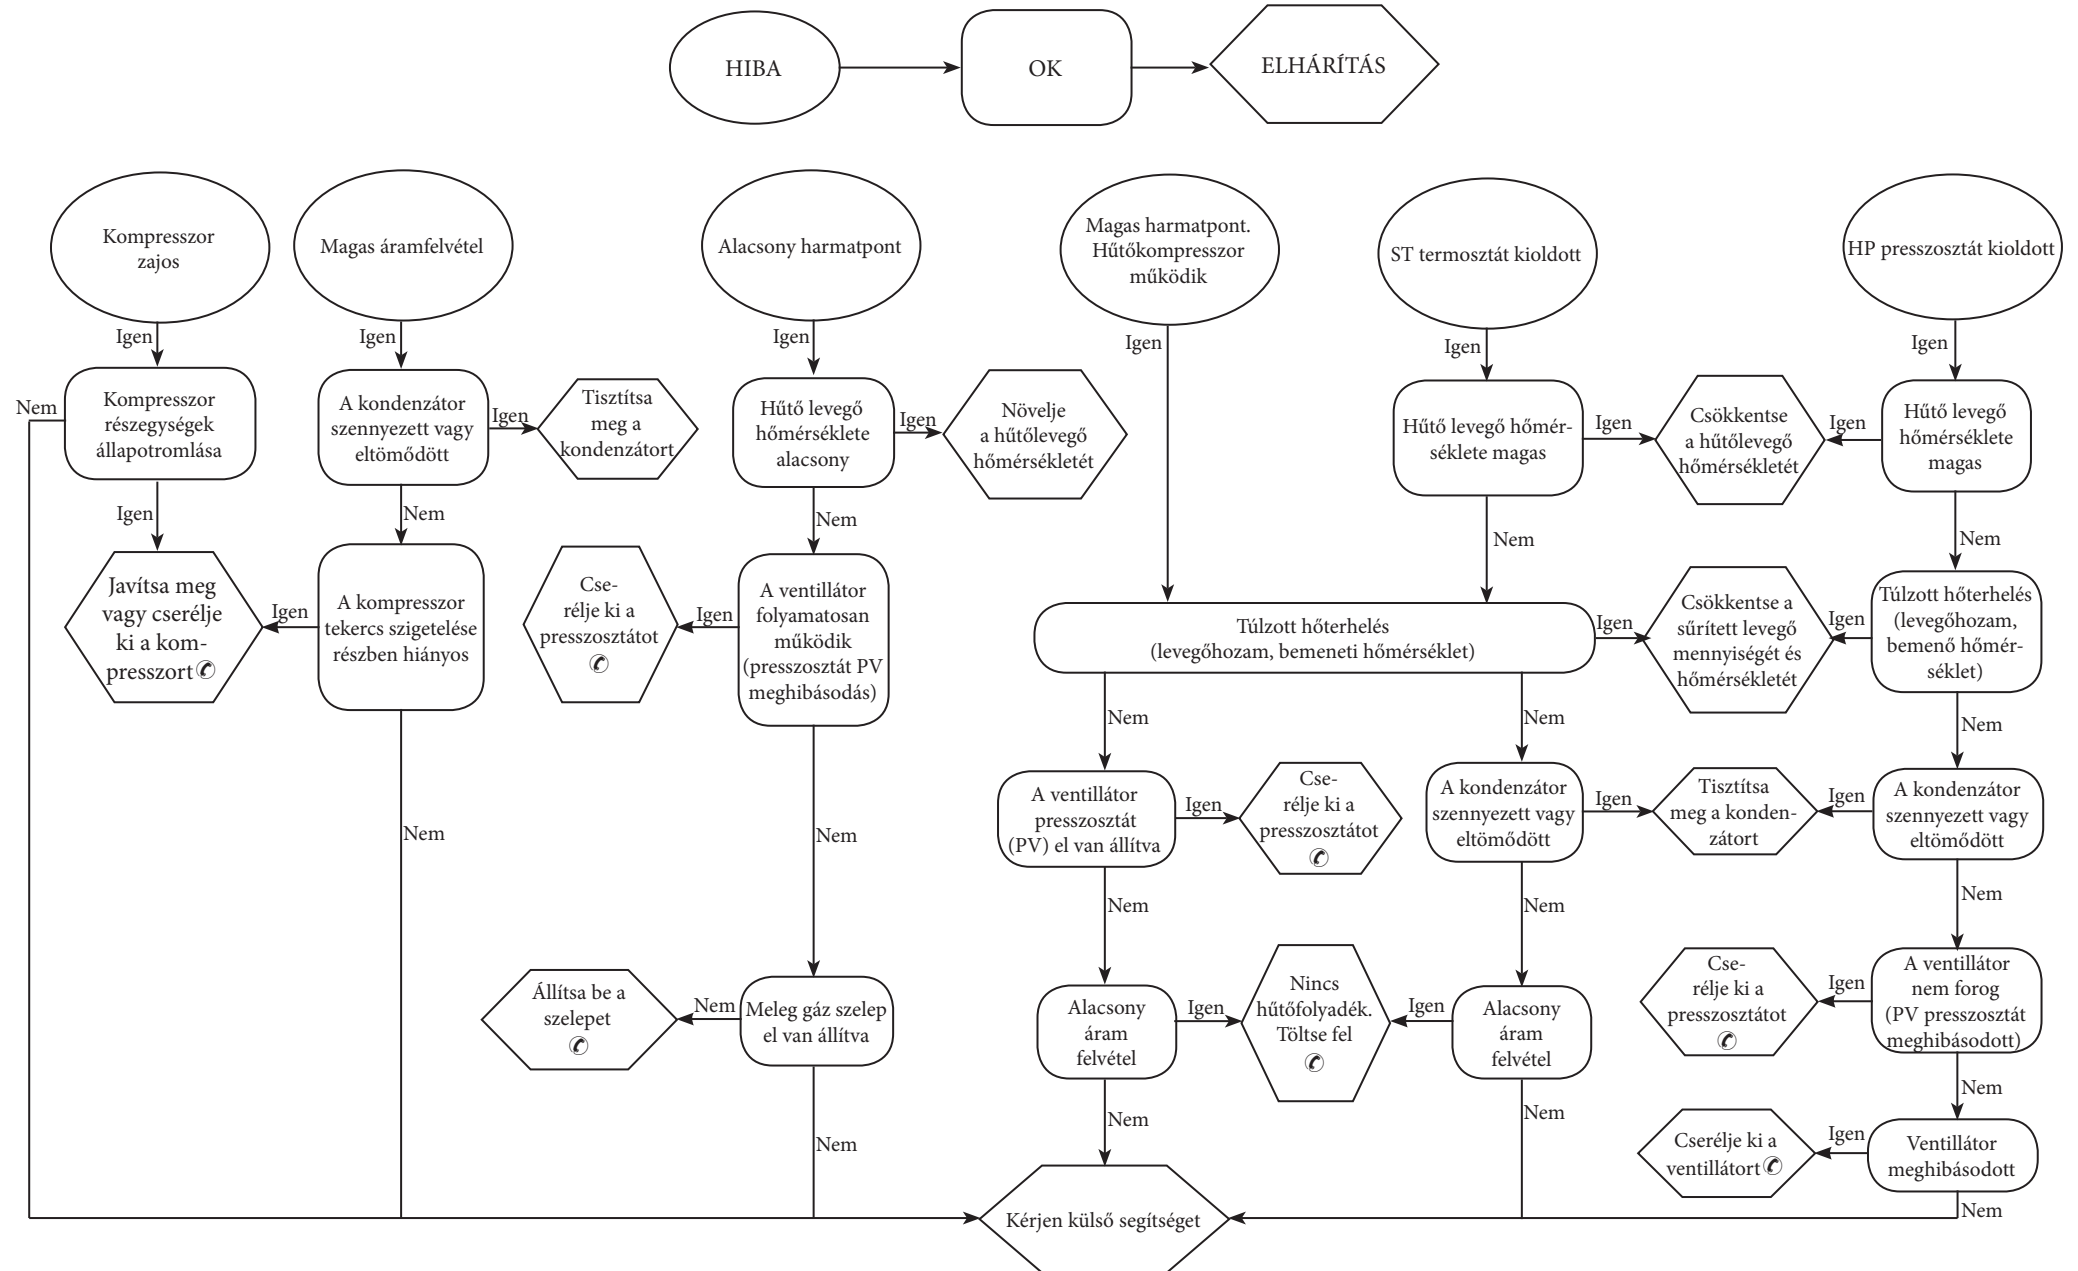 HIBA
OK
ELHÁRÍTÁS
Kompresszor
zajos
Magas áramfelvétel
Alacsony harmatpont
Magas harmatpont.
Hűtőkompresszor
működik
ST termosztát kioldott
HP presszosztát kioldott
Igen
Igen
Igen
Igen
Igen
Igen
Nem
Kompresszor
részegységek
állapotromlása
A kondenzátor
szennyezett vagy
eltömődött
Igen
Tisztítsa
meg a
kondenzátort
Hűtő levegő
hőmérséklete
alacsony
Igen
Növelje
a hűtőlevegő
hőmérsékletét
Hűtő levegő hőmér-
séklete magas
Igen
Csökkentse
a hűtőlevegő
hőmérsékletét
Igen
Hűtő levegő
hőmérséklete
magas
Igen
Nem
Nem
Nem
Nem
Javítsa meg
vagy cserélje
ki a kom-
presszort
Igen
A kompresszor
tekercs szigetelése
részben hiányos
Cse-
rélje ki a
presszosztátot
Igen
A ventillátor
folyamatosan
működik
(presszosztát PV
meghibásodás)
Túlzott hőterhelés
(levegőhozam, bemeneti hőmérséklet)
Igen
Csökkentse a
sűrített levegő
mennyiségét és
hőmérsékletét
Igen
Túlzott hőterhelés
(levegőhozam,
bemenő hőmér-
séklet)
Nem
Nem
Nem
Nem
Nem
A ventillátor
presszosztát
(PV) el van állítva
Igen
Cse-
rélje ki a
presszosztátot
A kondenzátor
szennyezett vagy
eltömődött
Igen
Tisztítsa
meg a konden-
zátort
Igen
A kondenzátor
szennyezett vagy
eltömődött
Nem
Nem
Nem
Állítsa be a
szelepet
Nem
Meleg gáz szelep
el van állítva
Alacsony
áram
felvétel
Igen
Nincs
hűtőfolyadék.
Töltse fel
Igen
Alacsony
áram
felvétel
Cse-
rélje ki a
presszosztátot
Igen
A ventillátor
nem forog
(PV presszosztát
meghibásodott)
Nem
Nem
Nem
Nem
Cserélje ki a
ventillátort
Igen
Ventillátor
meghibásodott
Nem
Kérjen külső segítséget